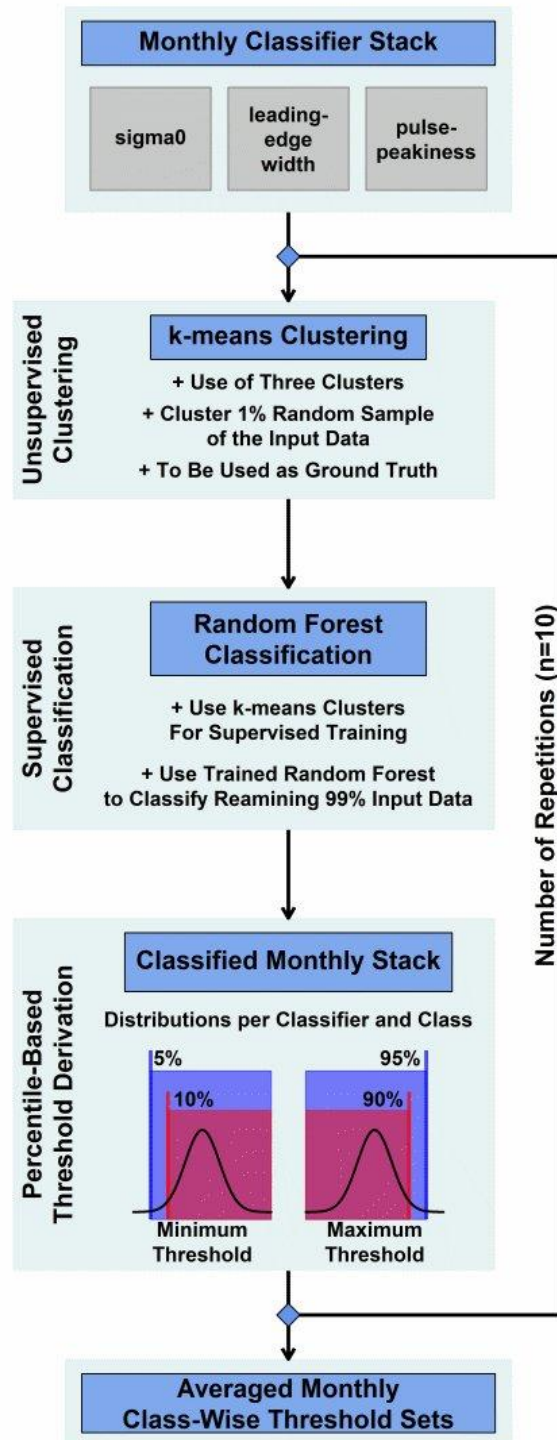 Monthly Classifier Stack
sigma0
leading-
edge
width
pulse-
peakiness
Unsupervised
Clustering
k-means Clustering
+ Use of Three Clusters
+ Cluster 1% Random Sample
of the Input Data
+ To Be Used as Ground Truth
Supervised
Classification
Random Forest
Classification
+ Use k-means Clusters
For Supervised Training
+ Use Trained Random Forest
to Classify Reamining 99% Input Data
Number of Repetitions (n=10)
Percentile-Based
Threshold Derivation
Classified Monthly Stack
Distributions per Classifier and Class
5%
10%
95%
90%
Minimum
Threshold
Maximum
Threshold
Averaged Monthly
Class-Wise Threshold Sets